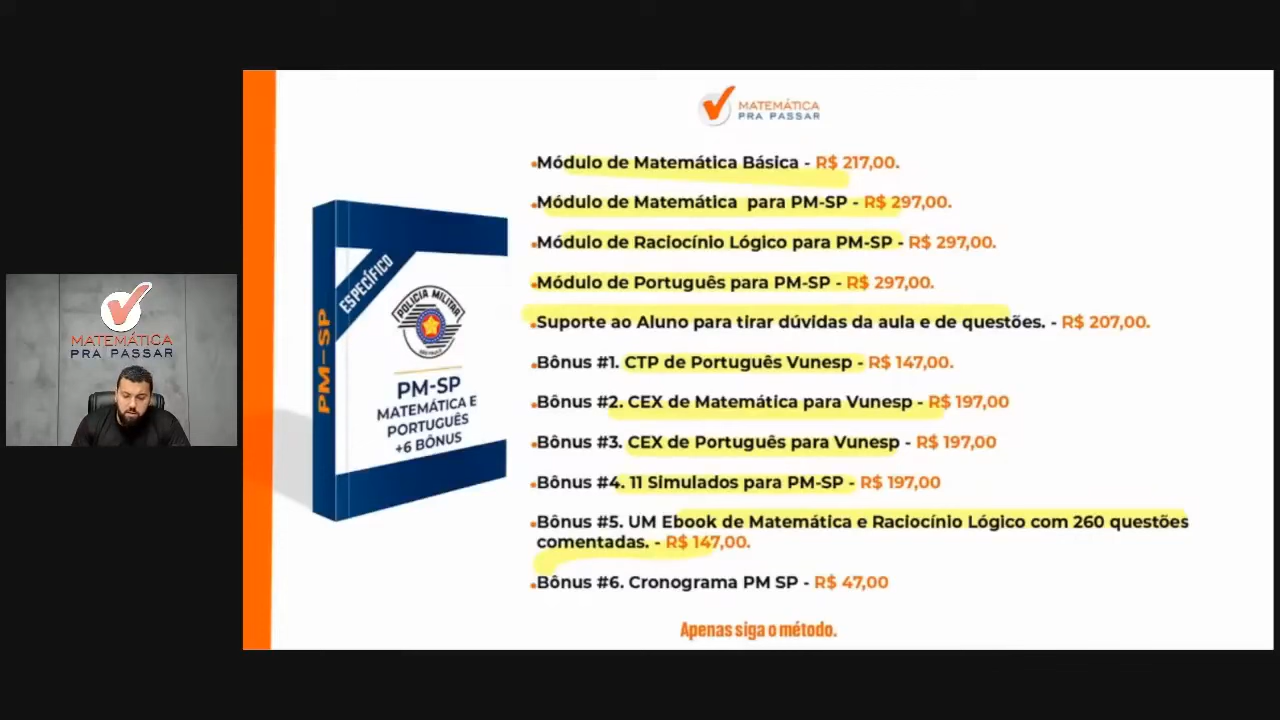 MATEMÁTICA
PRA PASSAR
•Módulo de Matemática Básica - R$ 217,00.
•Módulo de Matemática para PM-SP - R$ 297,00.
•Módulo de Raciocínio Lógico para PM-SP - R$ 297,00.
•Módulo de Português para PM-SP - R$ 297,00.
•Suporte ao Aluno para tirar dúvidas da aula e de questões. - R$ 207,00.
•Bônus #1. CTP de Português Vunesp - R$ 147,00.
•Bônus #2. CEX de Matemática para Vunesp - R$ 197,00
•Bônus #3. CEX de Português para Vunesp - R$ 197,00
•Bônus #4. 11 Simulados para PM-SP - R$ 197,00
•Bônus #5. UM Ebook de Matemática e Raciocínio Lógico com 260 questões
comentadas. - R$ 147,00.
•Bônus #6. Cronograma PM SP - R$ 47,00
Apenas siga o método.
PM-SP
ESPECÍFICO
POLÍCIA MILITAR
SÃO PAULO
PM-SP
MATEMÁTICA E
PORTUGUÊS
+6 BÔNUS
MATEMÁTICA
PRA PASSAR